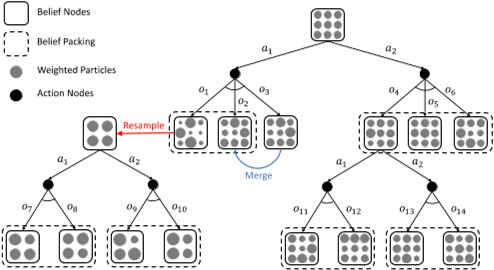 Belief Nodes
Belief Packing
Weighted Particles
Action Nodes
a₁ a₂
o₁ o₂ o₃ o₄ o₅ o₆
Resample
Merge
a₁ a₂ a₁ a₂
o₇ o₈ o₉ o₁₀ o₁₁ o₁₂ o₁₃ o₁₄